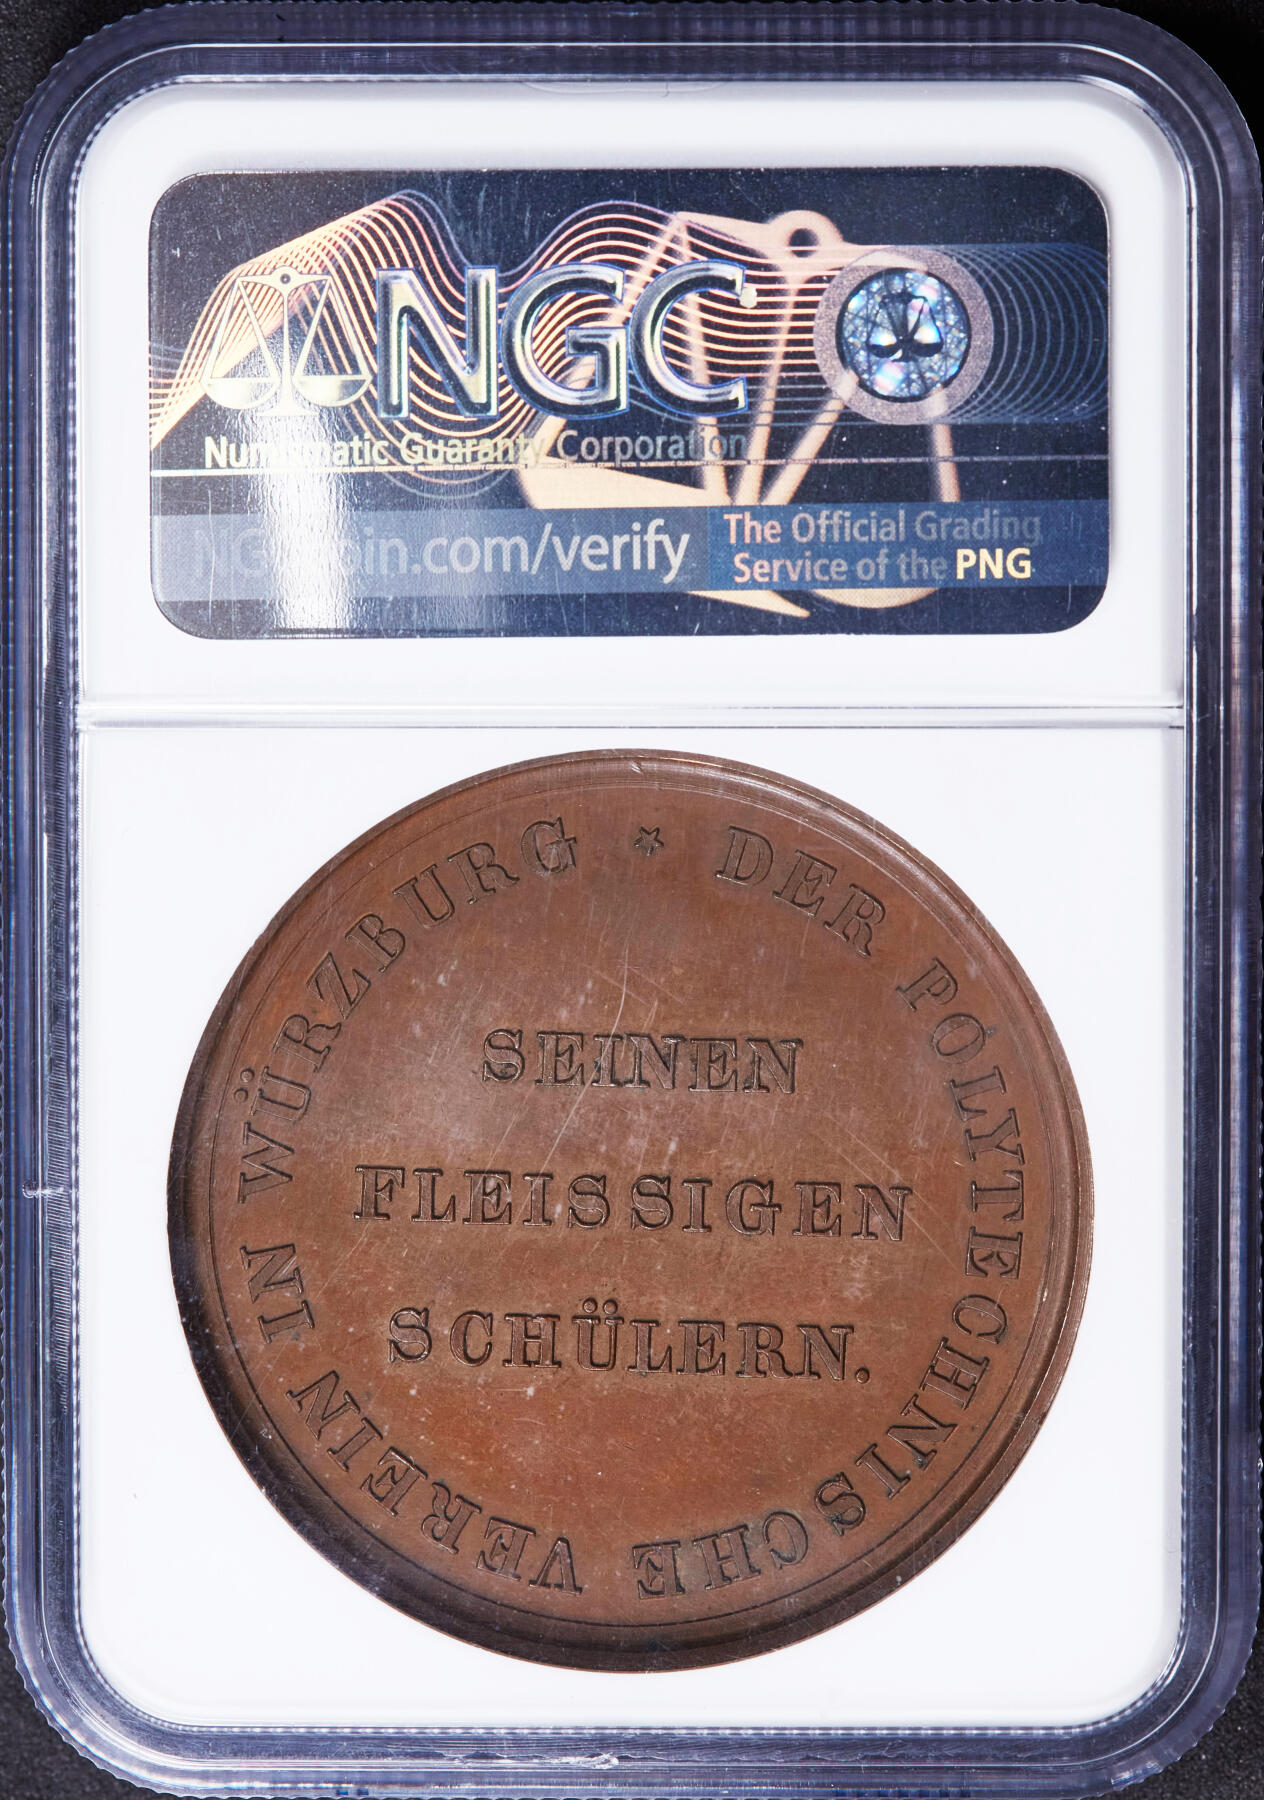 NGC
Numismatic Guaranty Corporation
NGCcoin.com/verify
The Official Grading
Service of the PNG
DER POLYTECHNISCHE VEREIN IN WÜRZBURG
SEINEN
FLEISSIGEN
SCHÜLERN.